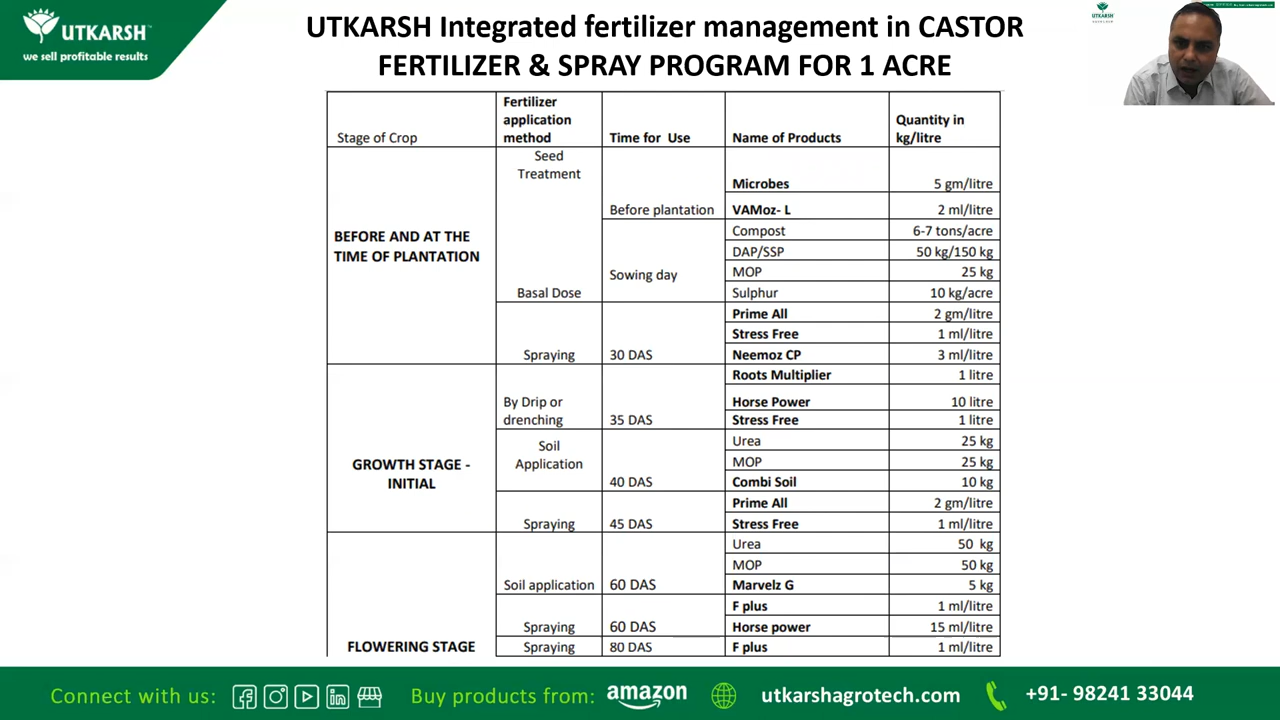 UTKARSH
we sell profitable results
UTKARSH Integrated fertilizer management in CASTOR
FERTILIZER & SPRAY PROGRAM FOR 1 ACRE
UTKARSH
Stage of Crop Fertilizer application method Time for Use Name of Products Quantity in kg/litre
BEFORE AND AT THE TIME OF PLANTATION
Seed Treatment
Before plantation
Microbes 5 gm/litre
VAMoz- L 2 ml/litre
Basal Dose
Sowing day
Compost 6-7 tons/acre
DAP/SSP 50 kg/150 kg
MOP 25 kg
Sulphur 10 kg/acre
Spraying 30 DAS
Prime All 2 gm/litre
Stress Free 1 ml/litre
Neemoz CP 3 ml/litre
GROWTH STAGE - INITIAL
By Drip or drenching 35 DAS
Roots Multiplier 1 litre
Horse Power 10 litre
Stress Free 1 litre
Soil Application 40 DAS
Urea 25 kg
MOP 25 kg
Combi Soil 10 kg
Spraying 45 DAS
Prime All 2 gm/litre
Stress Free 1 ml/litre
FLOWERING STAGE
Soil application 60 DAS
Urea 50 kg
MOP 50 kg
Marvelz G 5 kg
Spraying 60 DAS
F plus 1 ml/litre
Horse power 15 ml/litre
Spraying 80 DAS F plus 1 ml/litre
Connect with us: Buy products from: amazon utkarshagrotech.com +91- 98241 33044